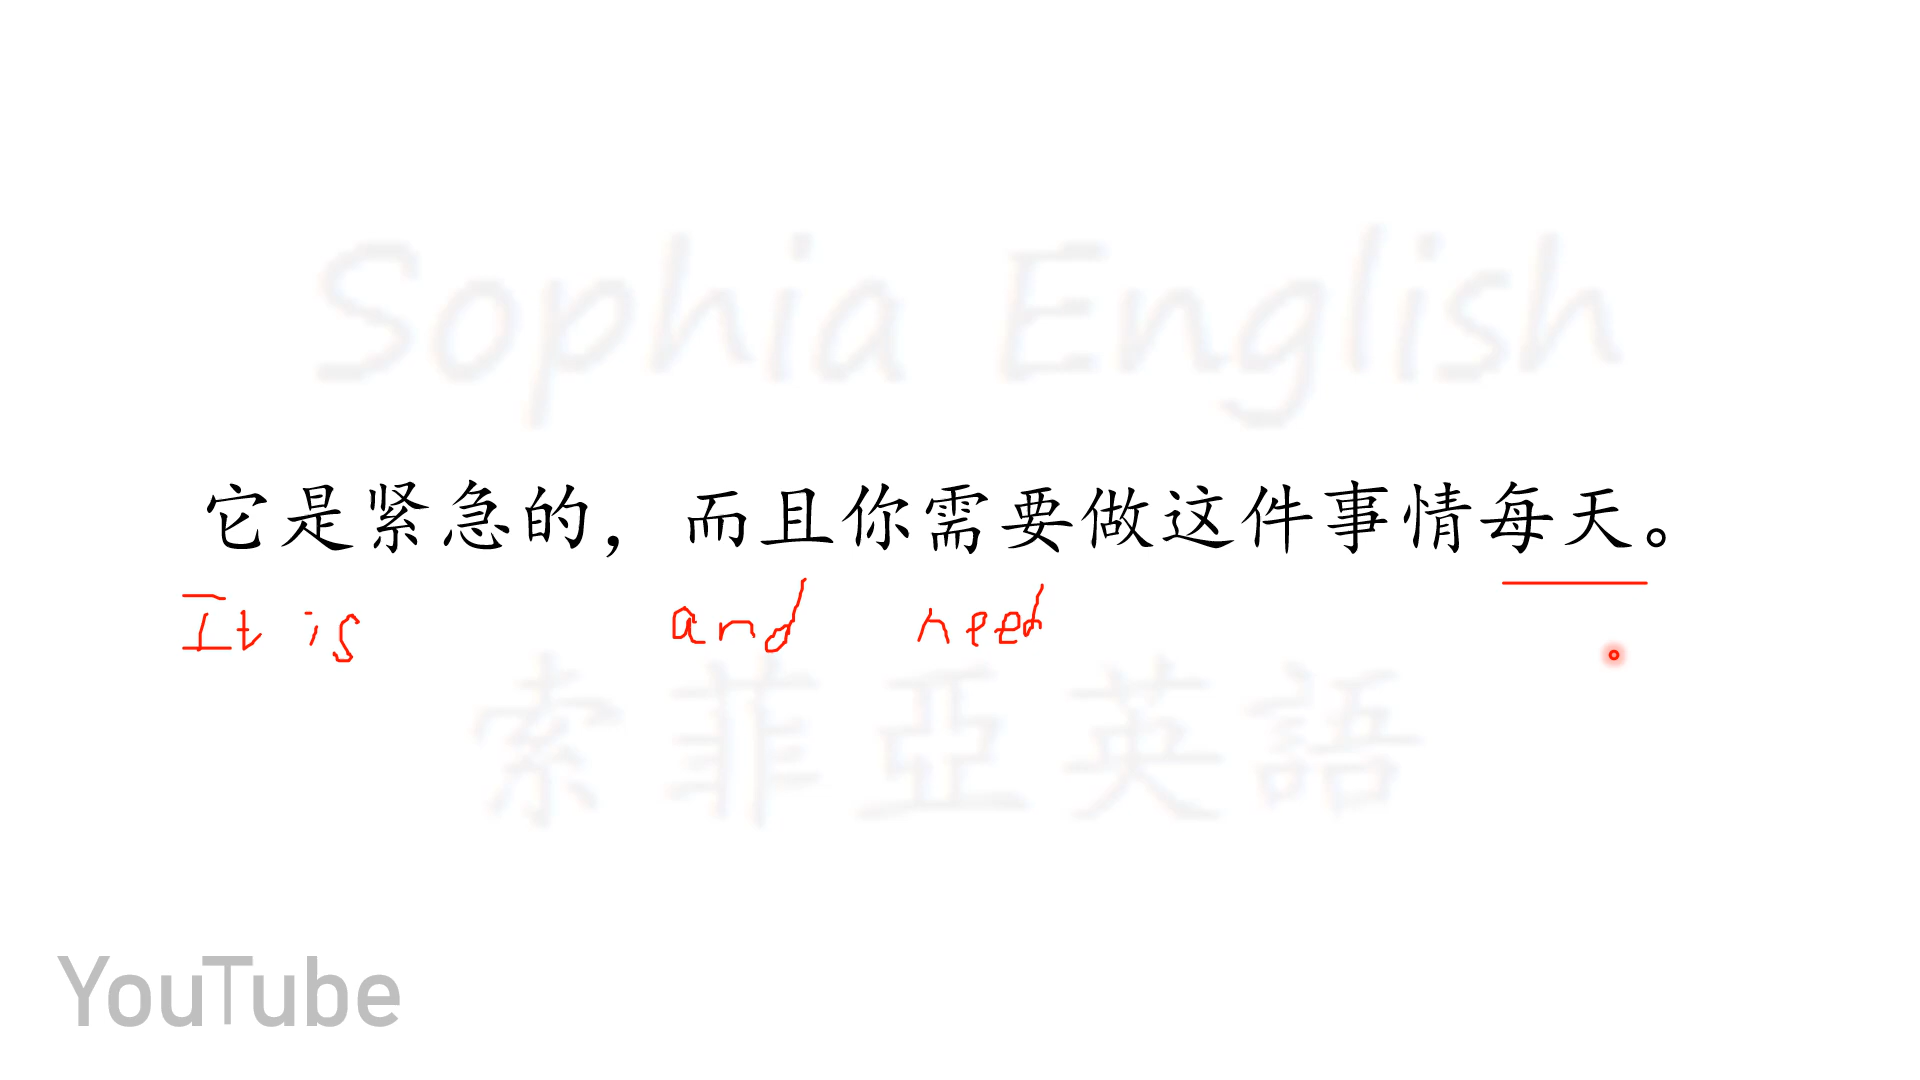 Sophia English
它是紧急的，而且你需要做这件事情每天。
It is and need
索菲亞英語
YouTube